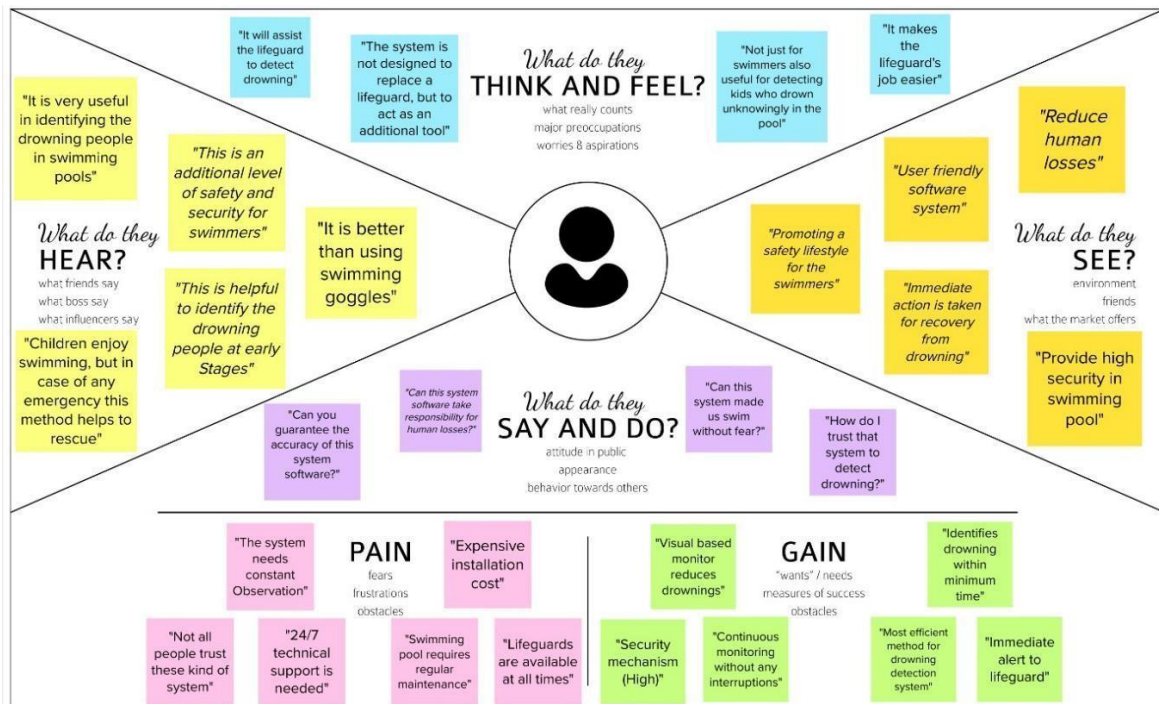 "It will assist
the lifeguard
to detect
drowning"
"The system is
not designed to
replace a
lifeguard, but to
act as an
additional tool"
What do they
THINK AND FEEL?
what really counts
major preoccupations
worries & aspirations
"Not just for
swimmers also
useful for detecting
kids who drown
unknowingly in the
pool"
"It makes
the
lifeguard's
job easier"
"It is very useful
in identifying the
drowning people
in swimming
pools"
"This is an
additional level
of safety and
security for
swimmers"
"It is better
than using
swimming
goggles"
What do they
HEAR?
what friends say
what boss say
what influencers say
"This is helpful
to identify the
drowning
people at early
Stages"
"Children enjoy
swimming, but in
case of any
emergency this
method helps to
rescue"
"Reduce
human
losses"
"User friendly
software
system"
"Promoting a
safety lifestyle
for the
swimmers"
What do they
SEE?
environment
friends
what the market offers
"Immediate
action is taken
for recovery
from
drowning"
"Provide high
security in
swimming
pool"
"Can you
guarantee the
accuracy of this
system
software?"
"Can this system
software take
responsibility for
human losses?"
What do they
SAY AND DO?
attitude in public
appearance
behavior towards others
"Can this
system made
us swim
without fear?"
"How do I
trust that
system to
detect
drowning?"
"The system
needs
constant
Observation"
PAIN
fears
frustrations
obstacles
"Expensive
installation
cost"
"Not all
people trust
these kind of
system"
"24/7
technical
support is
needed"
"Swimming
pool requires
regular
maintenance"
"Lifeguards
are available
at all times"
"Visual based
monitor
reduces
drownings"
GAIN
"wants" / needs
measures of success
obstacles
"Identifies
drowning
within
minimum
time"
"Security
mechanism
(High)"
"Continuous
monitoring
without any
interruptions"
"Most efficient
method for
drowning
detection
system"
"Immediate
alert to
lifeguard"